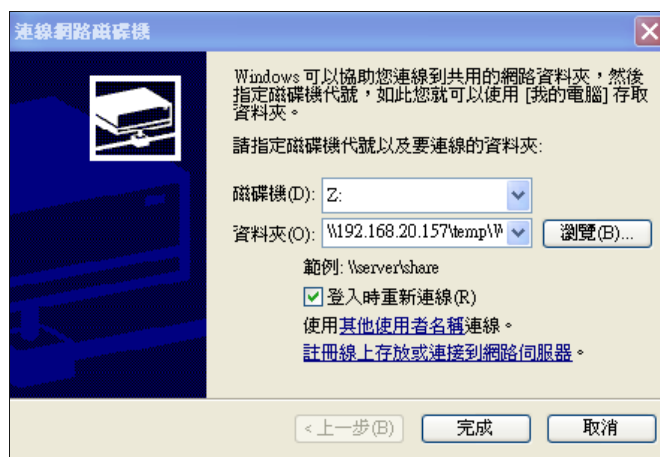 連線網路磁碟機
Windows 可以協助您連線到共用的網路資料夾，然後
指定磁碟機代號，如此您就可以使用 [我的電腦] 存取
資料夾。
請指定磁碟機代號以及要連線的資料夾:
磁碟機(D): Z:
資料夾(O): \\192.168.20.157\temp\ 瀏覽(B)...
範例: \\server\share
登入時重新連線(R)
使用其他使用者名稱連線。
註冊線上存放或連接到網路伺服器。
<上一步(B) 完成 取消